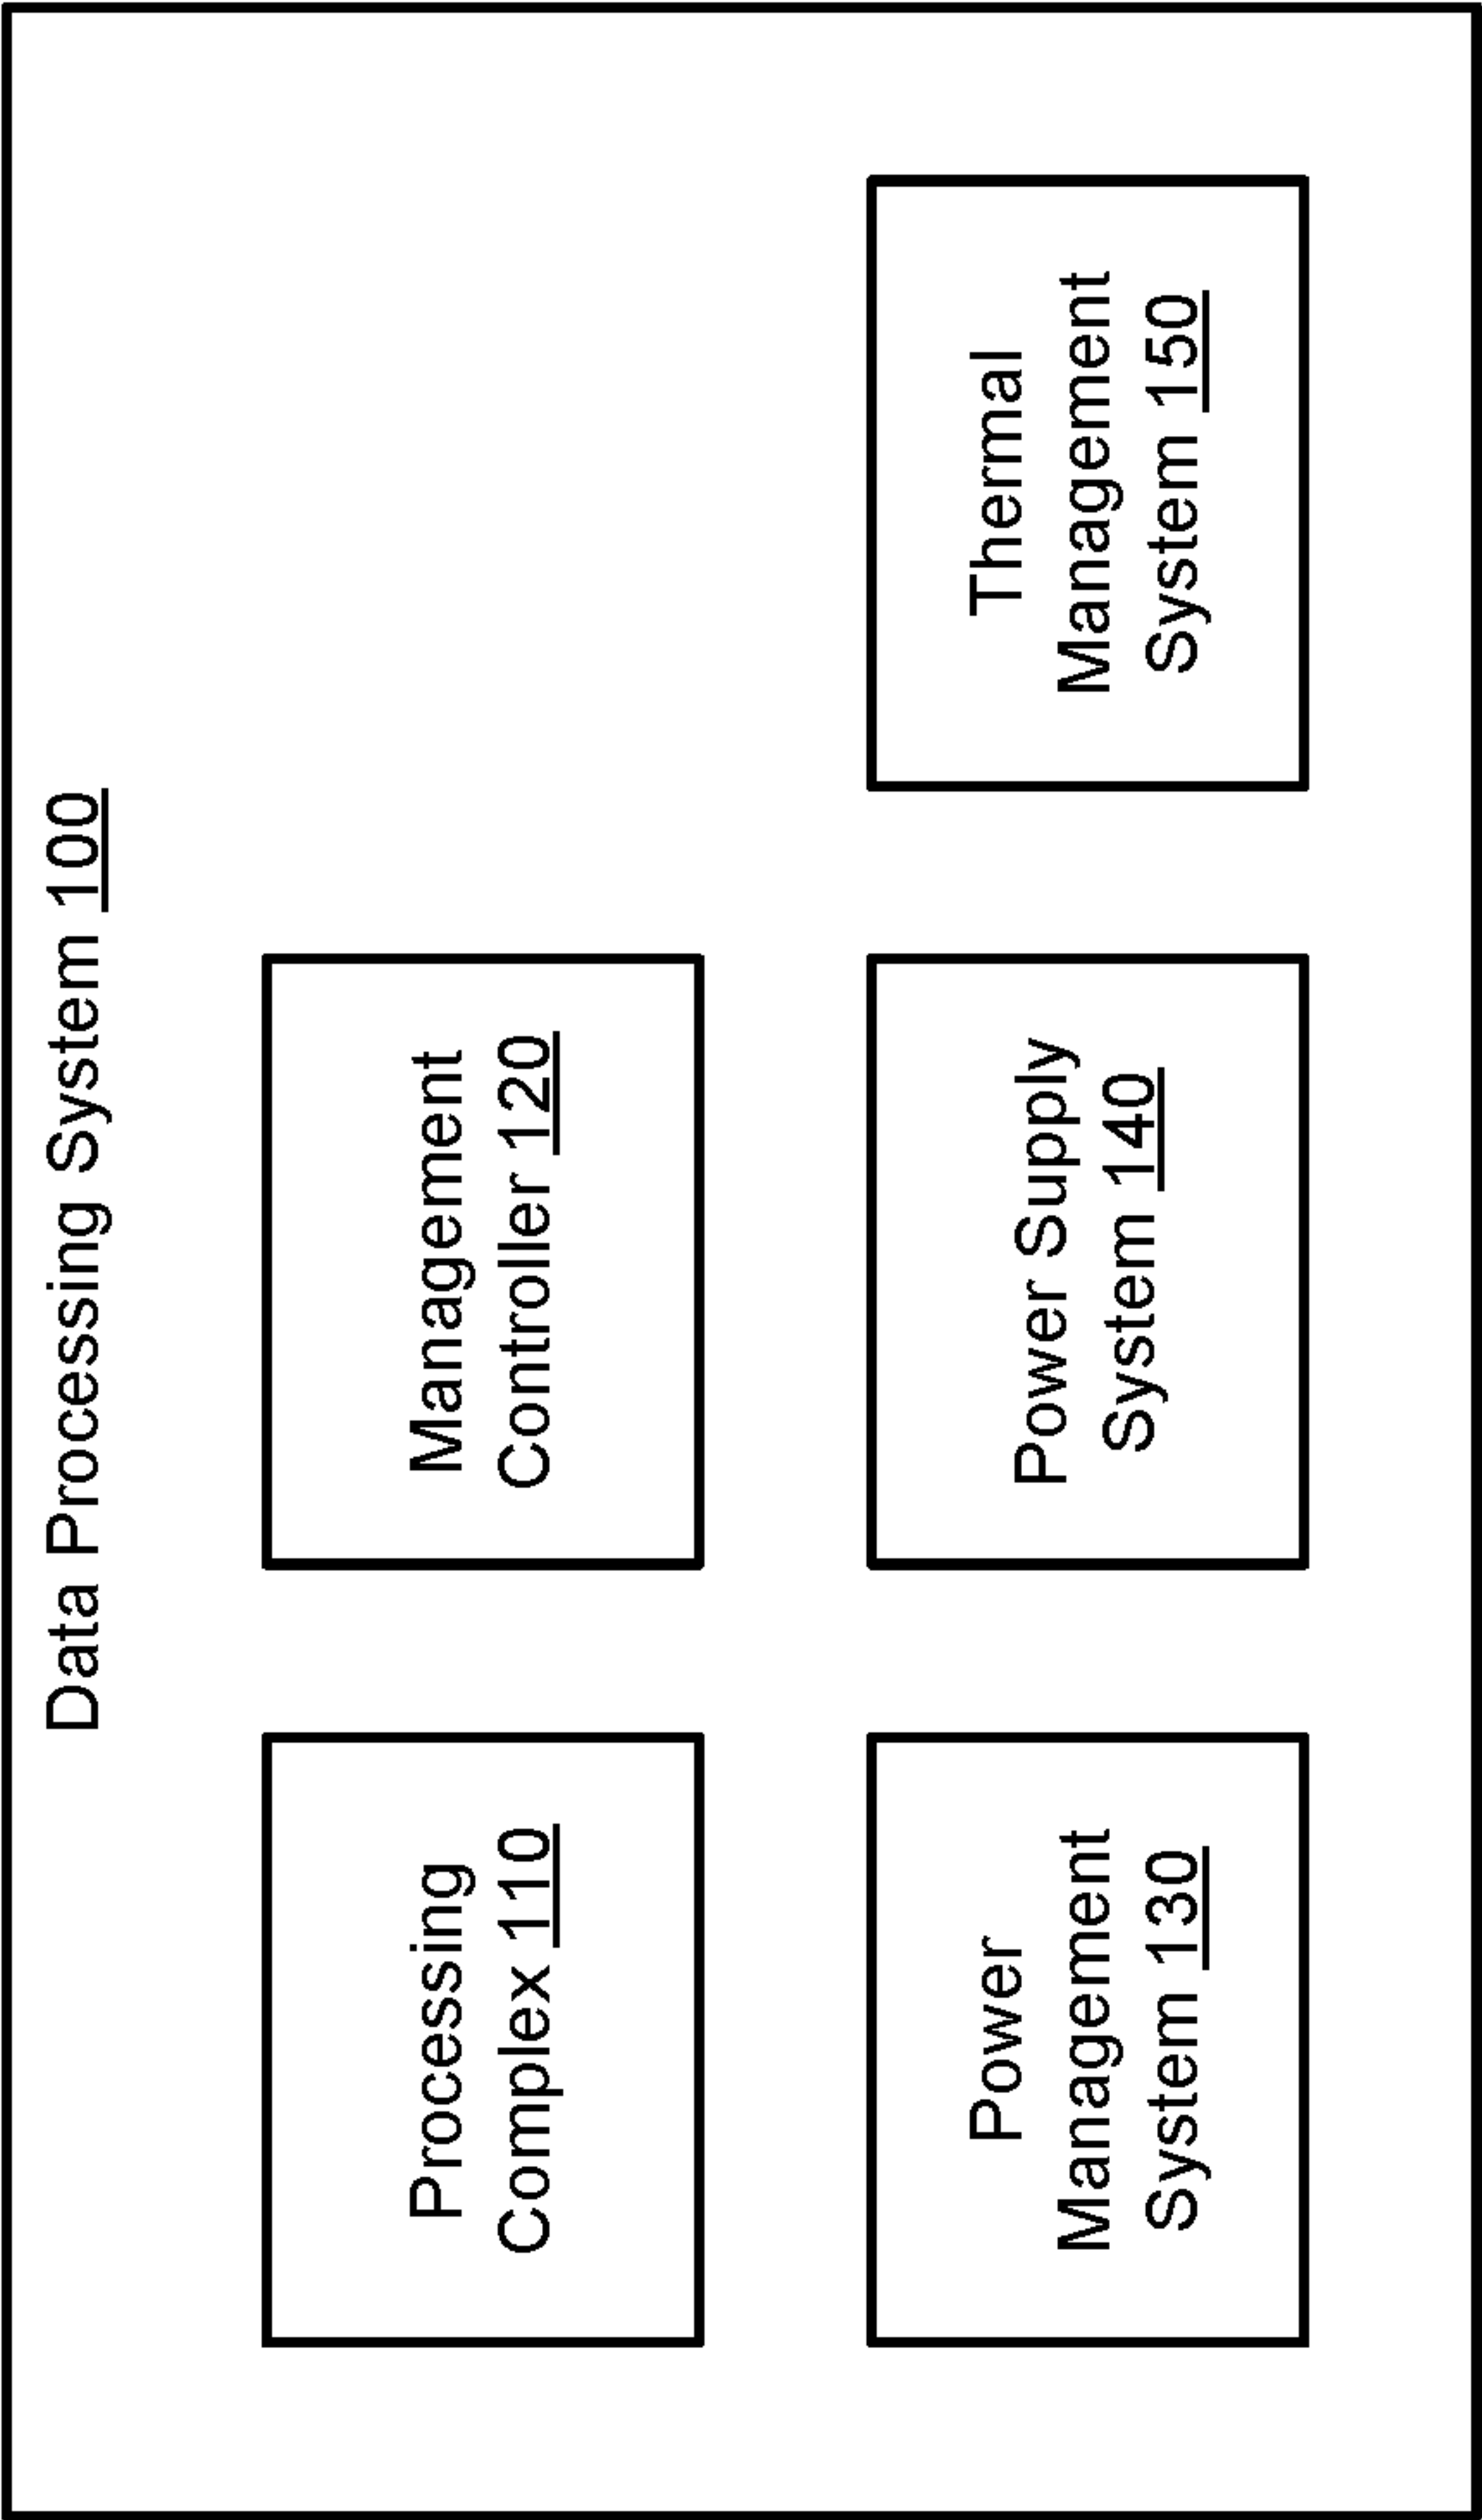 Data Processing System 100
Processing
Complex 110
Management
Controller 120
Power
Management
System 130
Power Supply
System 140
Thermal
Management
System 150